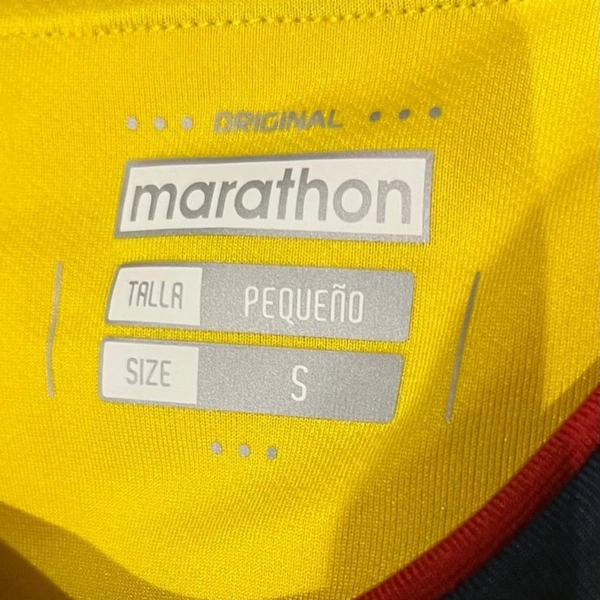 ORIGINAL
marathon
TALLA PEQUEÑO
SIZE S